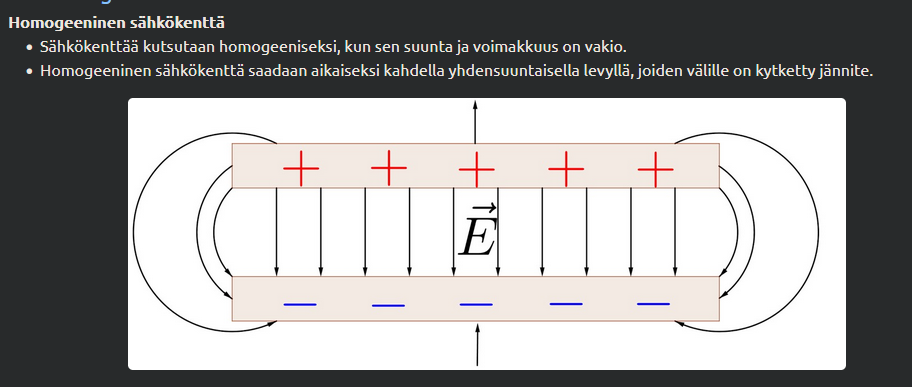 Homogeeninen sähkökenttä
• Sähkökenttää kutsutaan homogeeniseksi, kun sen suunta ja voimakkuus on vakio.
• Homogeeninen sähkökenttä saadaan aikaiseksi kahdella yhdensuuntaisella levyllä, joiden välille on kytketty jännite.
+ + + + +
E⃗
− − − − −